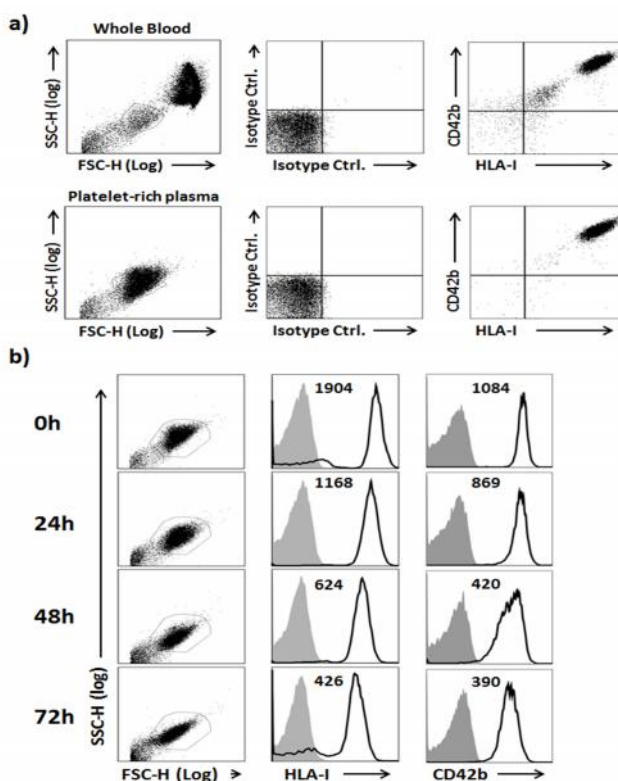 a)
Whole Blood
SSC-H (log)
FSC-H (Log)
Isotype Ctrl.
Isotype Ctrl.
CD42b
HLA-I
Platelet-rich plasma
SSC-H (log)
FSC-H (Log)
Isotype Ctrl.
Isotype Ctrl.
CD42b
HLA-I
b)
0h
1904
1084
24h
1168
869
48h
624
420
72h
426
390
SSC-H (log)
FSC-H (Log)
HLA-I
CD42b